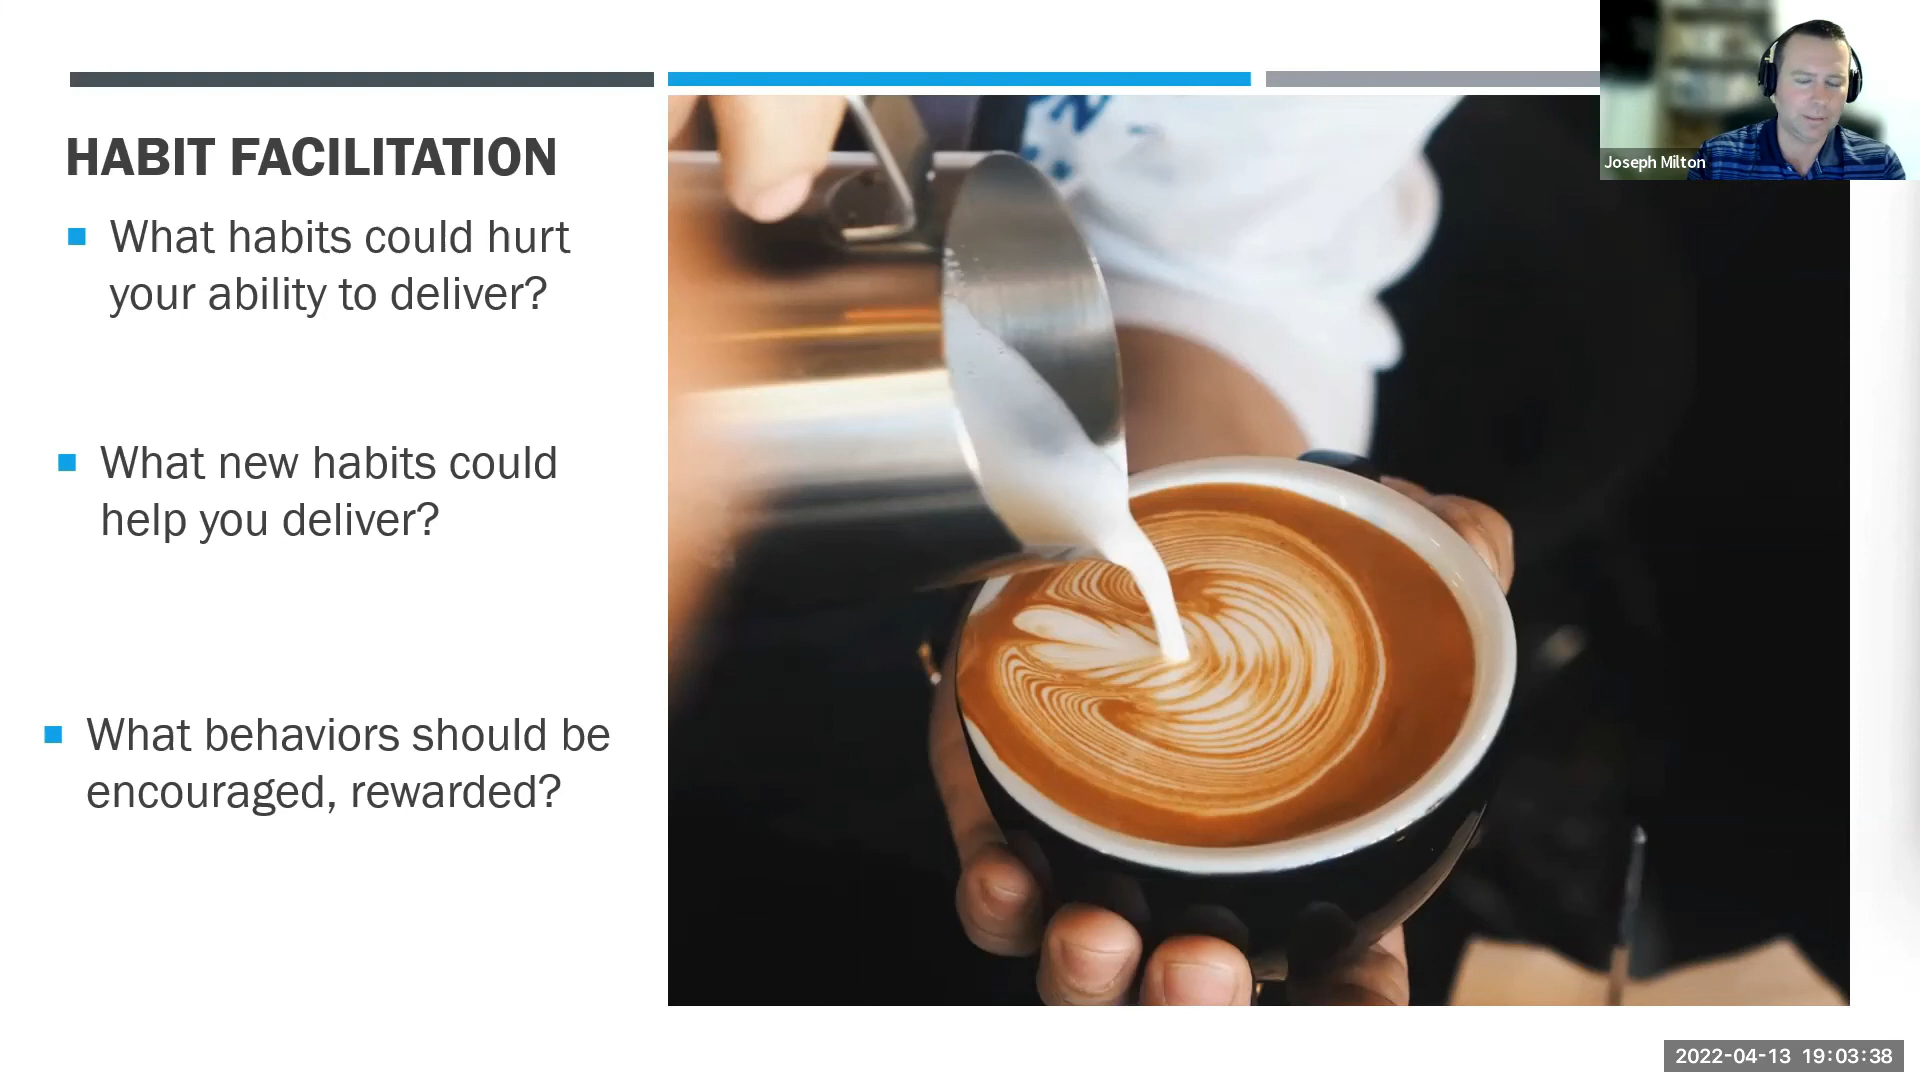 HABIT FACILITATION
What habits could hurt
your ability to deliver?
What new habits could
help you deliver?
What behaviors should be
encouraged, rewarded?
Joseph Milton
2022-04-13 19:03:38